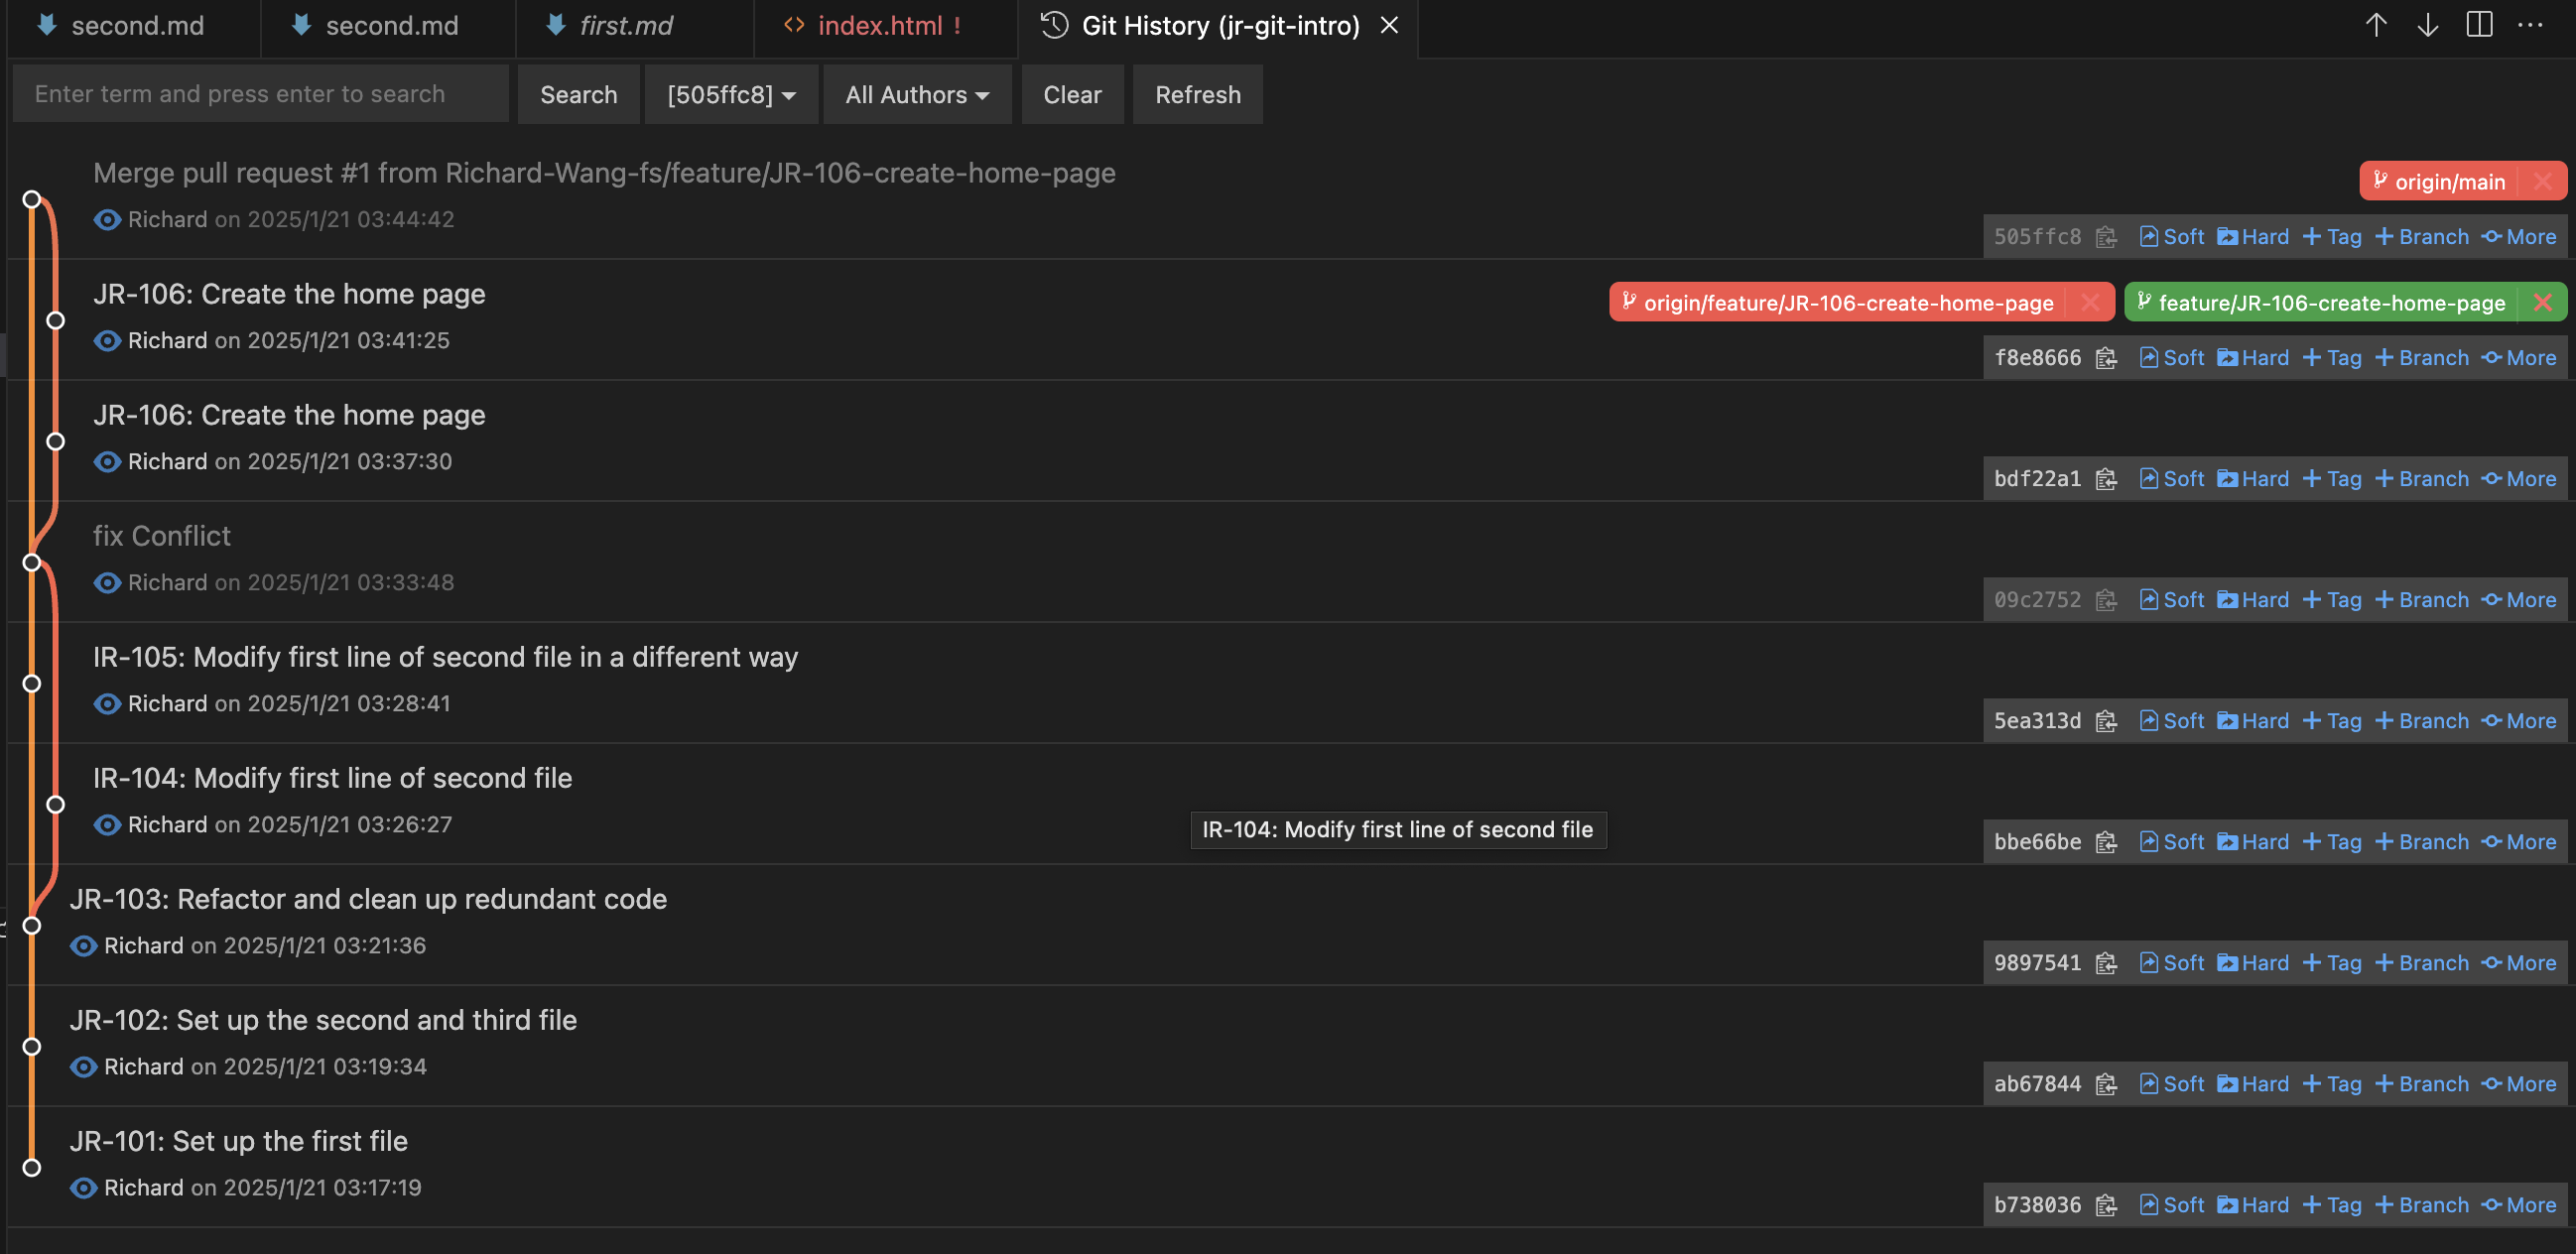 second.md second.md first.md index.html ! Git History (jr-git-intro)
Enter term and press enter to search Search [505ffc8] All Authors Clear Refresh
Merge pull request #1 from Richard-Wang-fs/feature/JR-106-create-home-page origin/main
Richard on 2025/1/21 03:44:42
505ffc8 Soft Hard Tag Branch More
JR-106: Create the home page origin/feature/JR-106-create-home-page feature/JR-106-create-home-page
Richard on 2025/1/21 03:41:25
f8e8666 Soft Hard Tag Branch More
JR-106: Create the home page
Richard on 2025/1/21 03:37:30
bdf22a1 Soft Hard Tag Branch More
fix Conflict
Richard on 2025/1/21 03:33:48
09c2752 Soft Hard Tag Branch More
IR-105: Modify first line of second file in a different way
Richard on 2025/1/21 03:28:41
5ea313d Soft Hard Tag Branch More
IR-104: Modify first line of second file
Richard on 2025/1/21 03:26:27
IR-104: Modify first line of second file
bbe66be Soft Hard Tag Branch More
JR-103: Refactor and clean up redundant code
Richard on 2025/1/21 03:21:36
9897541 Soft Hard Tag Branch More
JR-102: Set up the second and third file
Richard on 2025/1/21 03:19:34
ab67844 Soft Hard Tag Branch More
JR-101: Set up the first file
Richard on 2025/1/21 03:17:19
b738036 Soft Hard Tag Branch More